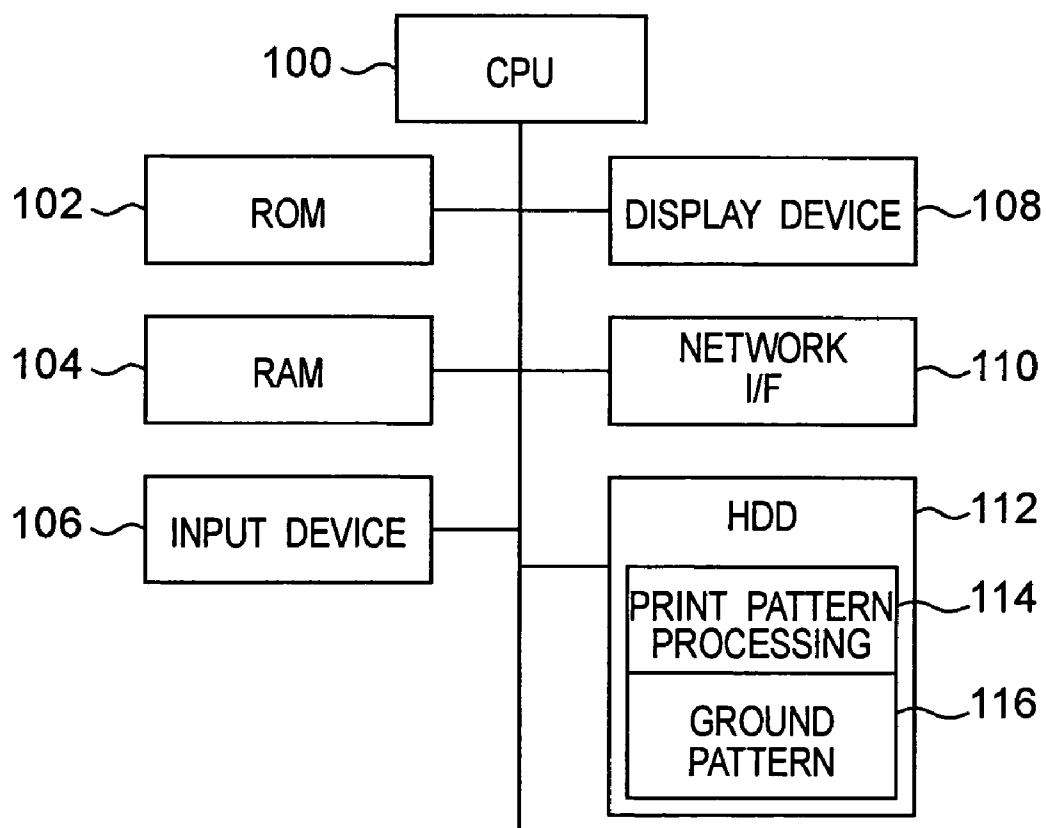 100
CPU
102
ROM
DISPLAY DEVICE
108
104
RAM
NETWORK
I/F
110
106
INPUT DEVICE
HDD
112
PRINT PATTERN
PROCESSING
114
GROUND
PATTERN
116